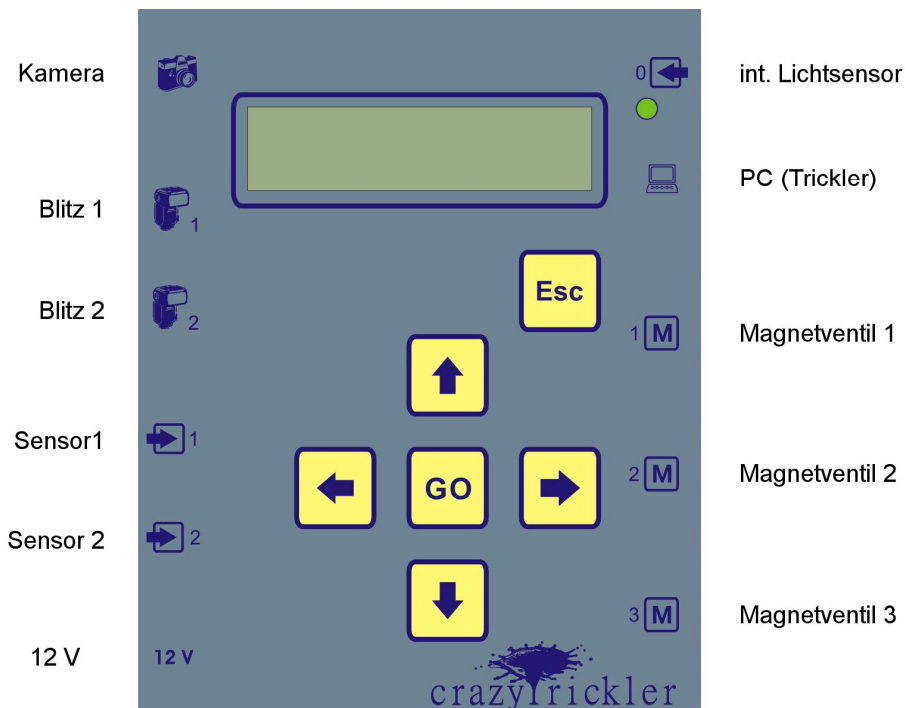 Kamera
0
int. Lichtsensor
PC (Trickler)
Blitz 1
1
Blitz 2
2
Esc
1 M
Magnetventil 1
Sensor1
1
GO
2 M
Magnetventil 2
Sensor 2
2
3 M
Magnetventil 3
12 V
12 V
crazyTrickler